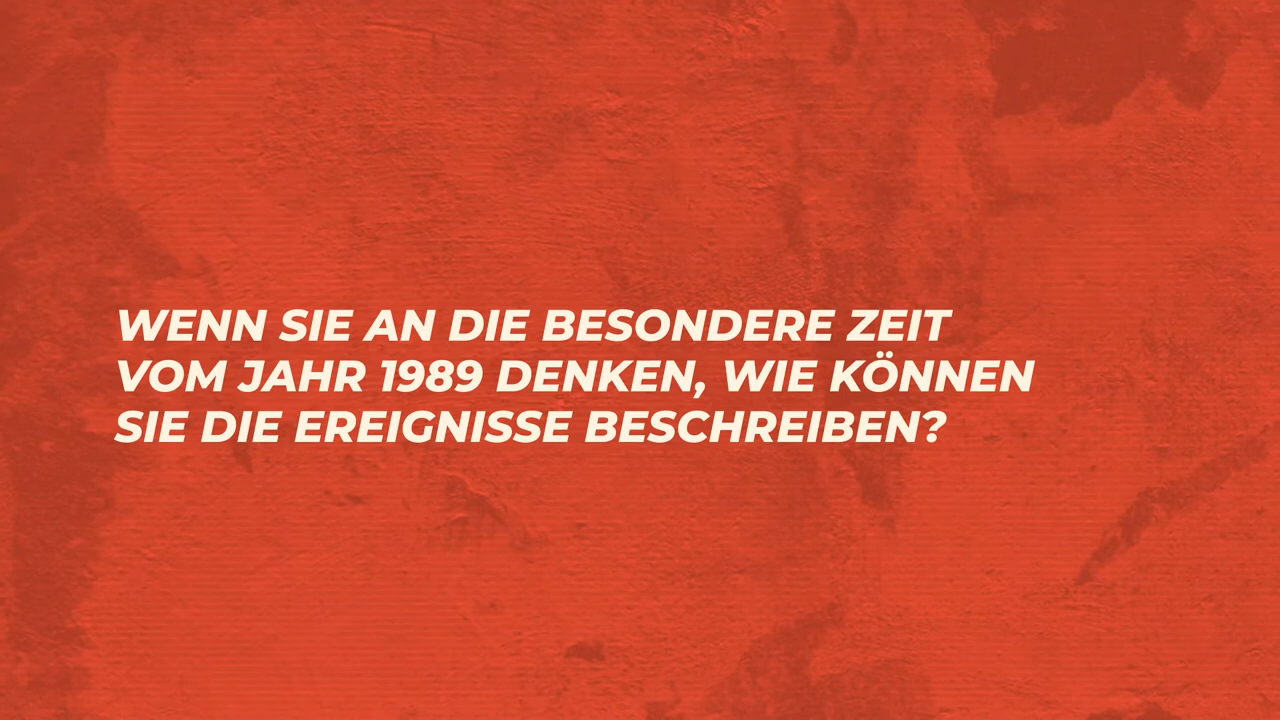 WENN SIE AN DIE BESONDERE ZEIT
VOM JAHR 1989 DENKEN, WIE KÖNNEN
SIE DIE EREIGNISSE BESCHREIBEN?